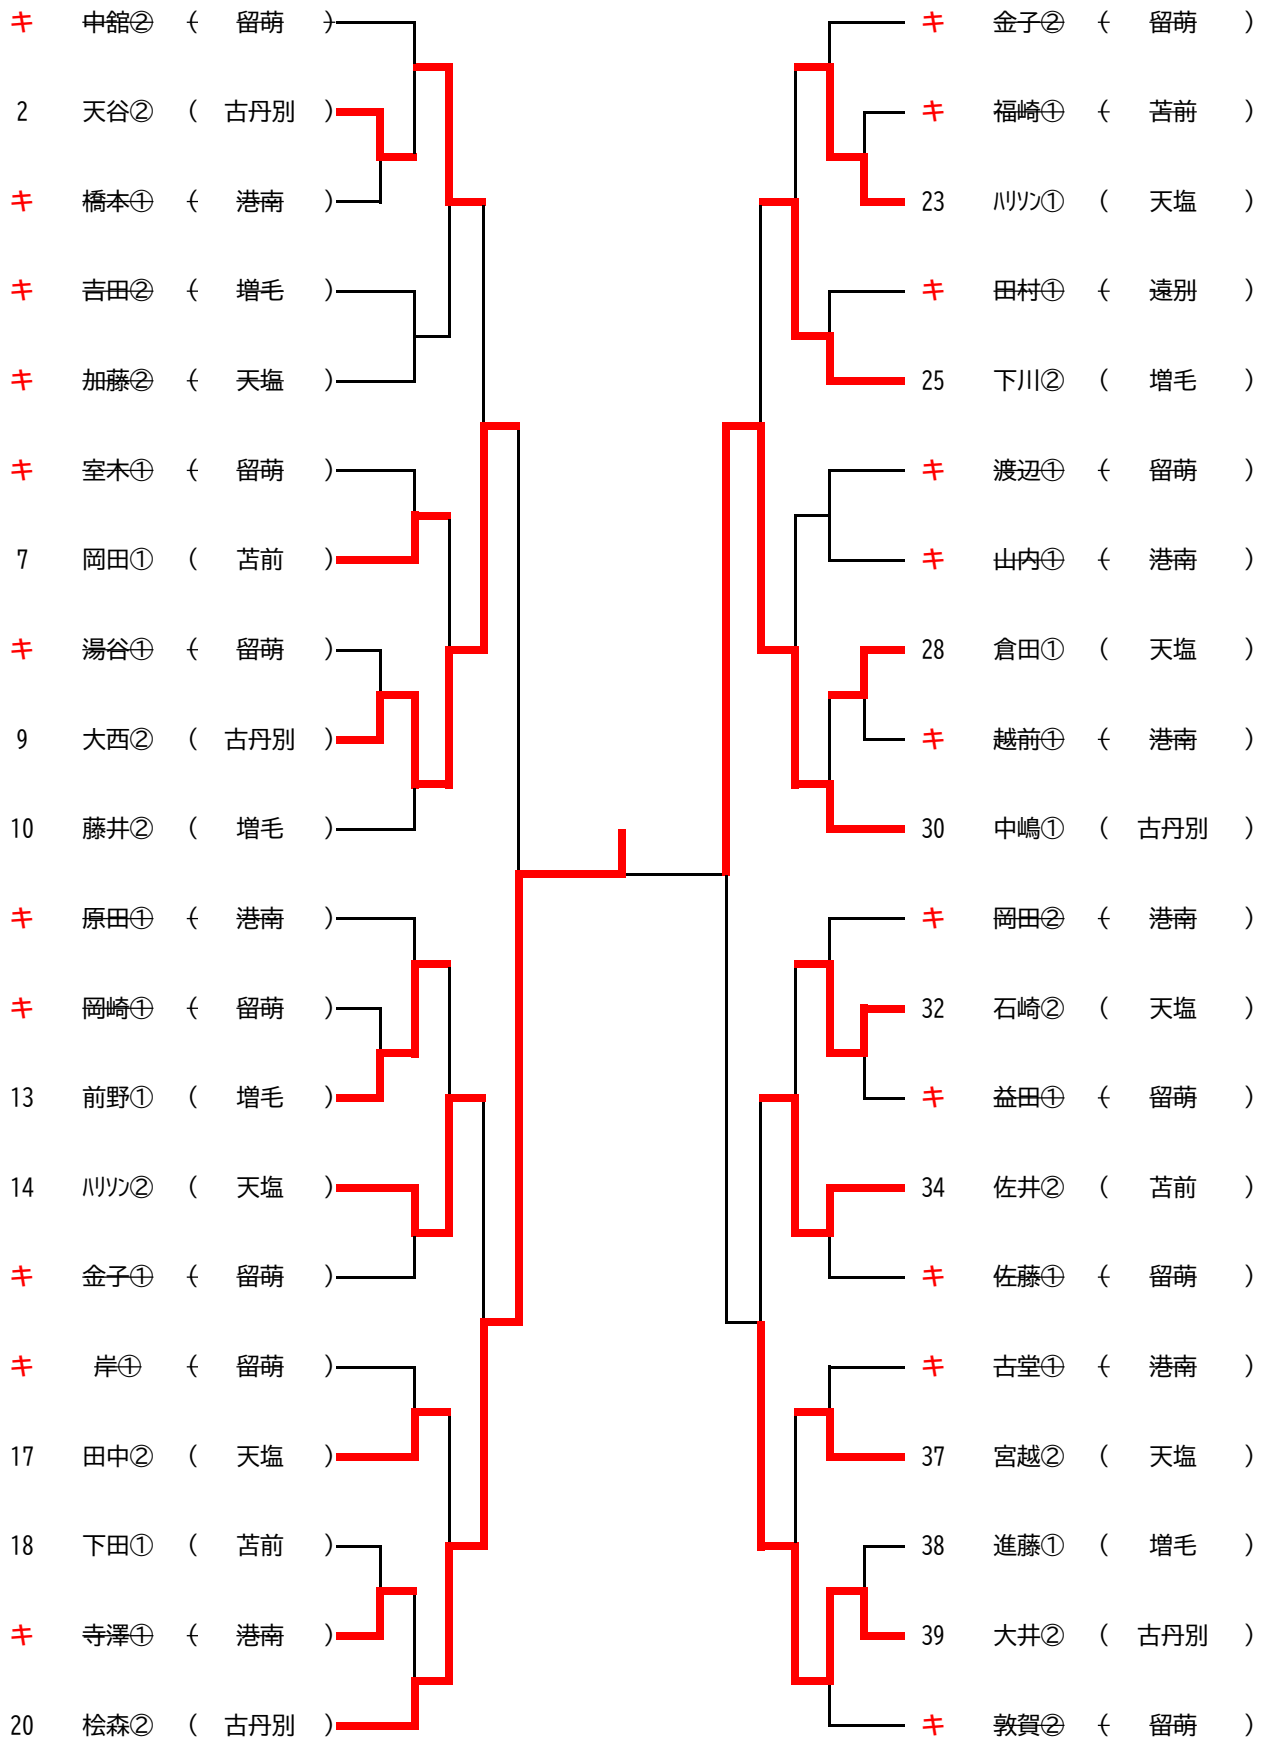 キ 中舘② ( 留萌 )
2 天谷② ( 古丹別 )
キ 橋本① ( 港南 )
キ 吉田② ( 増毛 )
キ 加藤② ( 天塩 )
キ 室木① ( 留萌 )
7 岡田① ( 苫前 )
キ 湯谷① ( 留萌 )
9 大西② ( 古丹別 )
10 藤井② ( 増毛 )
キ 原田① ( 港南 )
キ 岡崎① ( 留萌 )
13 前野① ( 増毛 )
14 ﾊﾘｿﾝ② ( 天塩 )
キ 金子① ( 留萌 )
キ 岸① ( 留萌 )
17 田中② ( 天塩 )
18 下田① ( 苫前 )
キ 寺澤① ( 港南 )
20 桧森② ( 古丹別 )
キ 金子② ( 留萌 )
キ 福崎① ( 苫前 )
23 ﾊﾘｿﾝ① ( 天塩 )
キ 田村① ( 遠別 )
25 下川② ( 増毛 )
キ 渡辺① ( 留萌 )
キ 山内① ( 港南 )
28 倉田① ( 天塩 )
キ 越前① ( 港南 )
30 中嶋① ( 古丹別 )
キ 岡田② ( 港南 )
32 石崎② ( 天塩 )
キ 益田① ( 留萌 )
34 佐井② ( 苫前 )
キ 佐藤① ( 留萌 )
キ 古堂① ( 港南 )
37 宮越② ( 天塩 )
38 進藤① ( 増毛 )
39 大井② ( 古丹別 )
キ 敦賀② ( 留萌 )